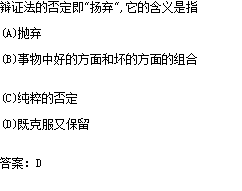 辩证法的否定即“扬弃”,它的含义是指
(A)抛弃
(B)事物中好的方面和坏的方面的组合
(C)纯粹的否定
(D)既克服又保留
答案：D